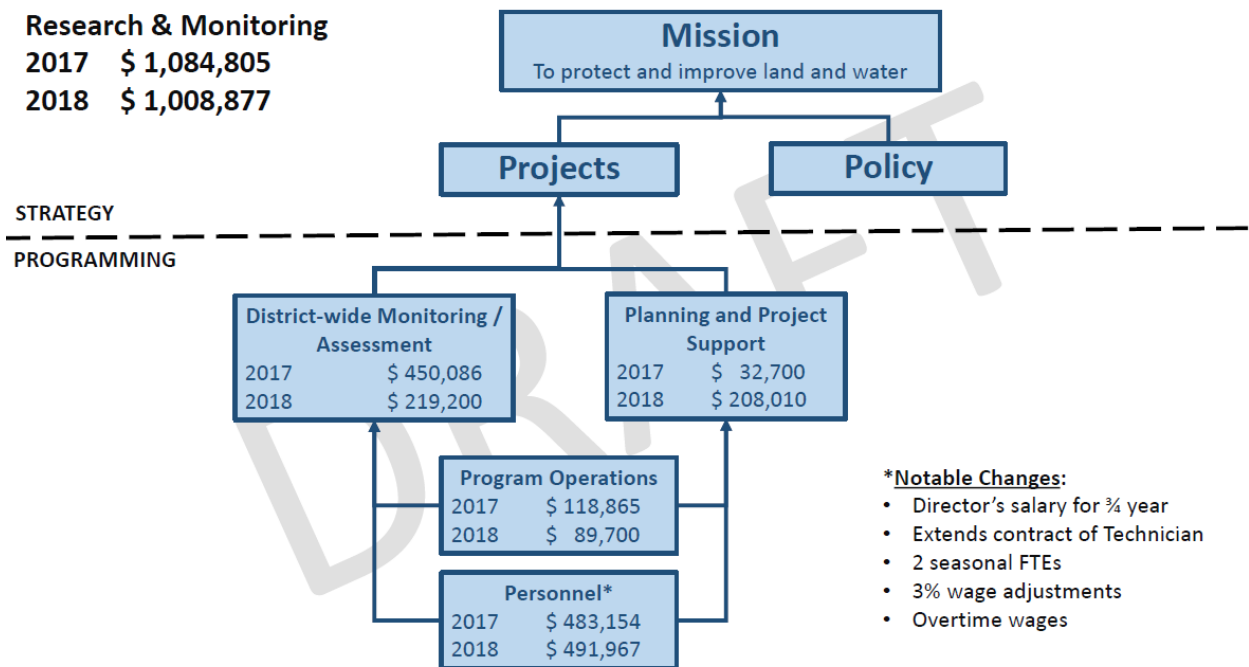 Research & Monitoring
2017 $ 1,084,805
2018 $ 1,008,877
Mission
To protect and improve land and water
Projects
Policy
STRATEGY
PROGRAMMING
District-wide Monitoring /
Assessment
2017 $ 450,086
2018 $ 219,200
Planning and Project
Support
2017 $ 32,700
2018 $ 208,010
Program Operations
2017 $ 118,865
2018 $ 89,700
Personnel*
2017 $ 483,154
2018 $ 491,967
*Notable Changes:
• Director's salary for ¾ year
• Extends contract of Technician
• 2 seasonal FTEs
• 3% wage adjustments
• Overtime wages
DRAFT